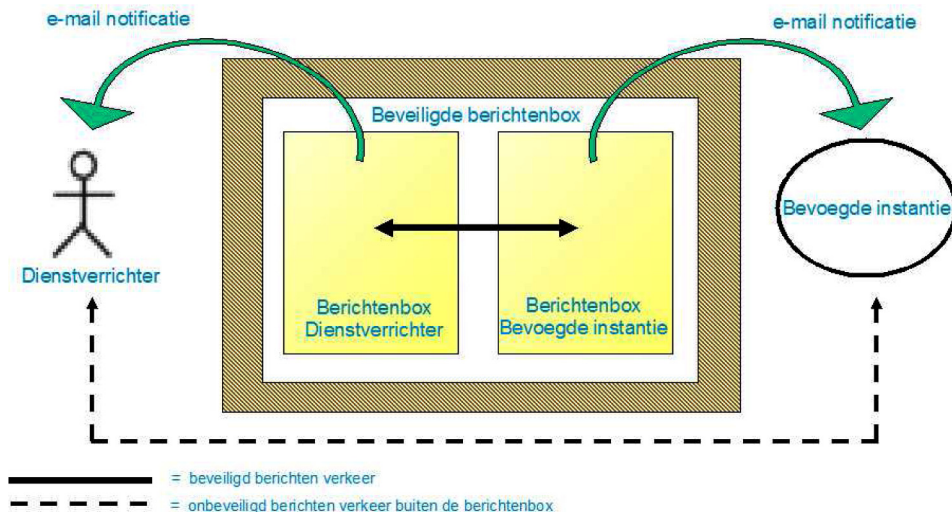 e-mail notificatie
e-mail notificatie
Beveiligde berichtenbox
Bevoegde instantie
Dienstverrichter
Berichtenbox
Dienstverrichter
Berichtenbox
Bevoegde instantie
= beveiligd berichten verkeer
= onbeveiligd berichten verkeer buiten de berichtenbox